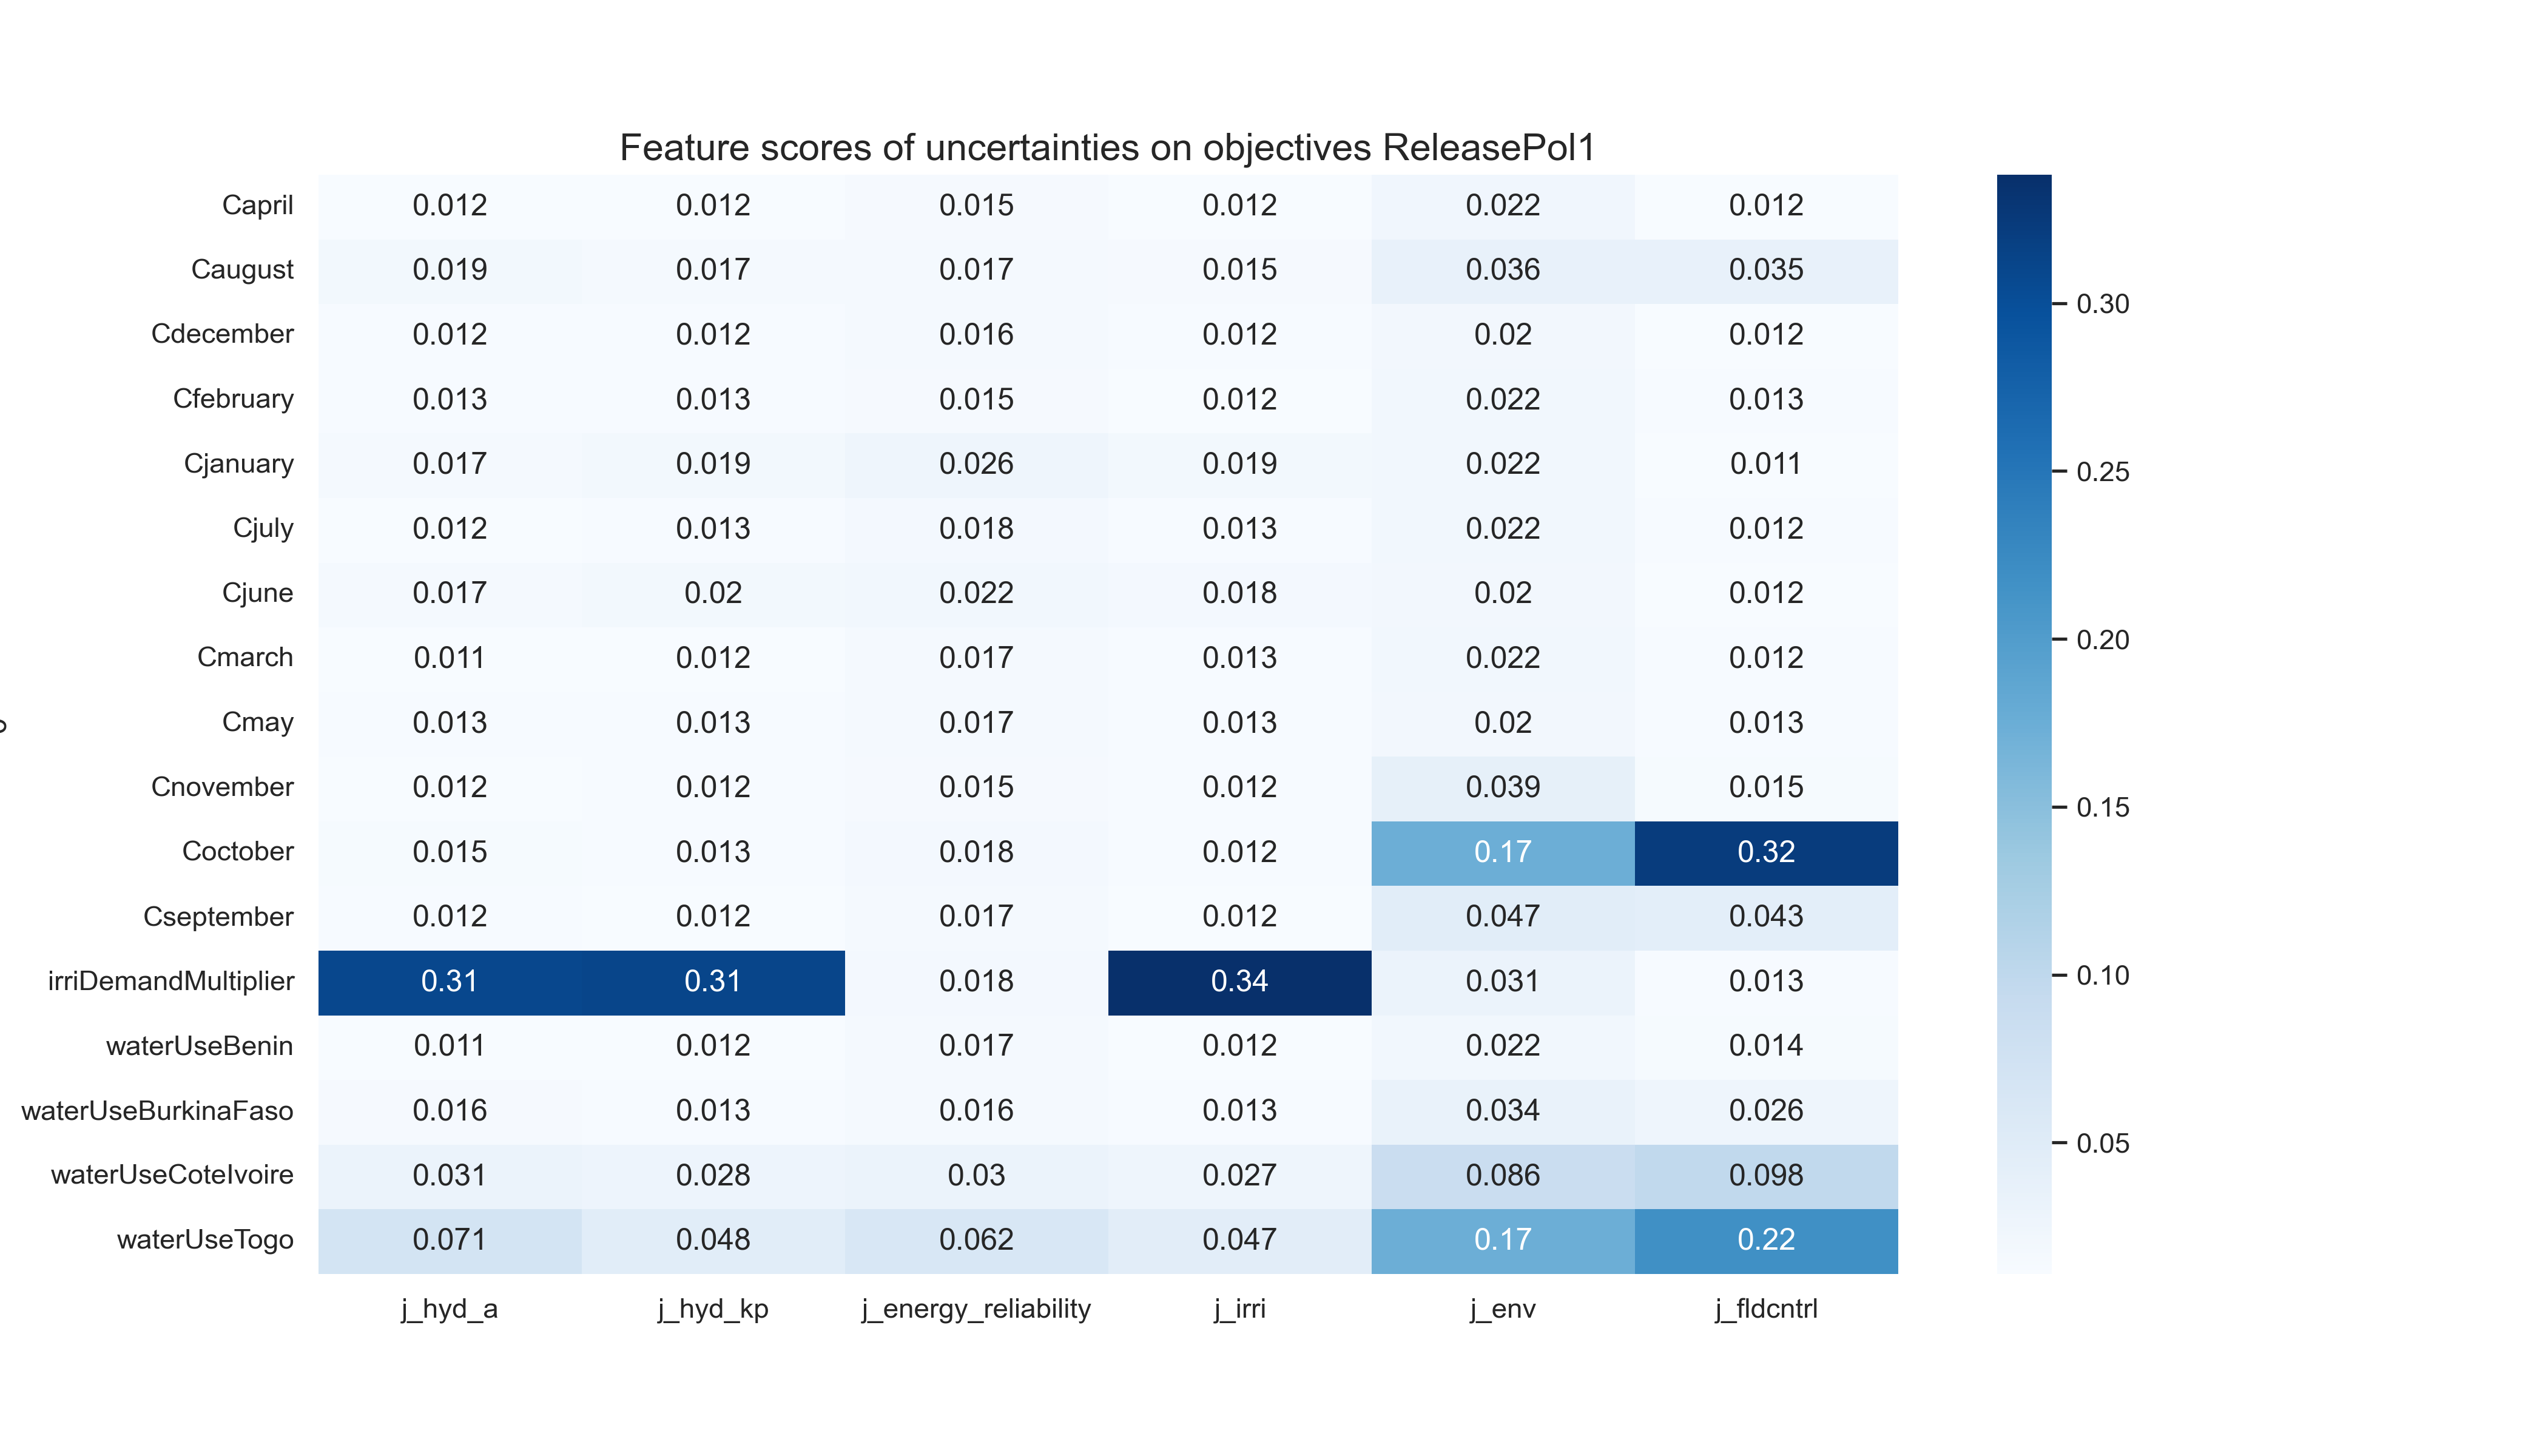 Feature scores of uncertainties on objectives ReleasePol1
Capril 0.012 0.012 0.015 0.012 0.022 0.012
Caugust 0.019 0.017 0.017 0.015 0.036 0.035 0.30
Cdecember 0.012 0.012 0.016 0.012 0.02 0.012
Cfebruary 0.013 0.013 0.015 0.012 0.022 0.013
Cjanuary 0.017 0.019 0.026 0.019 0.022 0.011 0.25
Cjuly 0.012 0.013 0.018 0.013 0.022 0.012
Cjune 0.017 0.02 0.022 0.018 0.02 0.012
Cmarch 0.011 0.012 0.017 0.013 0.022 0.012 0.20
Cmay 0.013 0.013 0.017 0.013 0.02 0.013
Cnovember 0.012 0.012 0.015 0.012 0.039 0.015 0.15
Coctober 0.015 0.013 0.018 0.012 0.17 0.32
Cseptember 0.012 0.012 0.017 0.012 0.047 0.043
irriDemandMultiplier 0.31 0.31 0.018 0.34 0.031 0.013 0.10
waterUseBenin 0.011 0.012 0.017 0.012 0.022 0.014
waterUseBurkinaFaso 0.016 0.013 0.016 0.013 0.034 0.026
waterUseCoteIvoire 0.031 0.028 0.03 0.027 0.086 0.098 0.05
waterUseTogo 0.071 0.048 0.062 0.047 0.17 0.22
j_hyd_a j_hyd_kp j_energy_reliability j_irri j_env j_fldcntrl